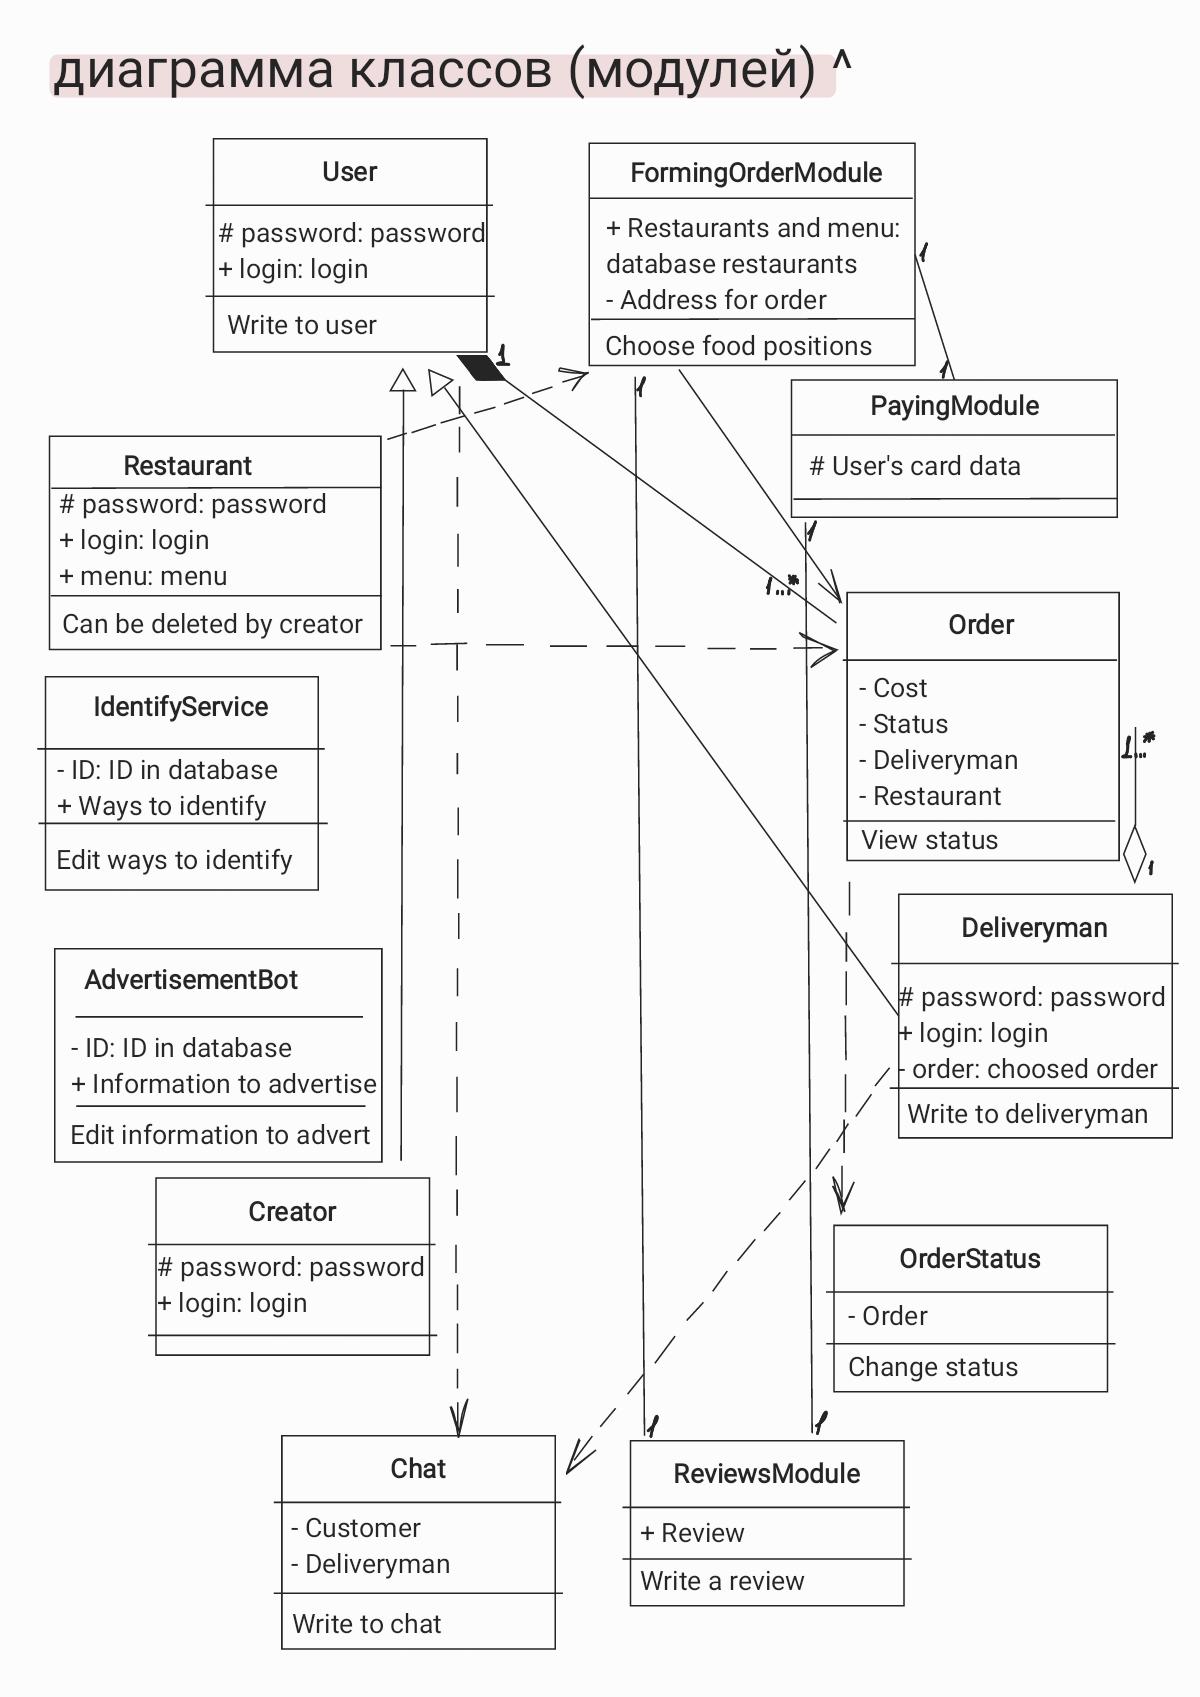 диаграмма классов (модулей) ^
User
# password: password
+ login: login
Write to user
1
FormingOrderModule
+ Restaurants and menu:
database restaurants
- Address for order
Choose food positions
1
1
1
PayingModule
# User's card data
1
Restaurant
# password: password
+ login: login
+ menu: menu
Can be deleted by creator
1..*
Order
- Cost
- Status
- Deliveryman
- Restaurant
View status
1..*
1
IdentifyService
- ID: ID in database
+ Ways to identify
Edit ways to identify
Deliveryman
# password: password
+ login: login
- order: choosed order
Write to deliveryman
AdvertisementBot
- ID: ID in database
+ Information to advertise
Edit information to advert
Creator
# password: password
+ login: login
OrderStatus
- Order
Change status
1
1
Chat
- Customer
- Deliveryman
Write to chat
ReviewsModule
+ Review
Write a review